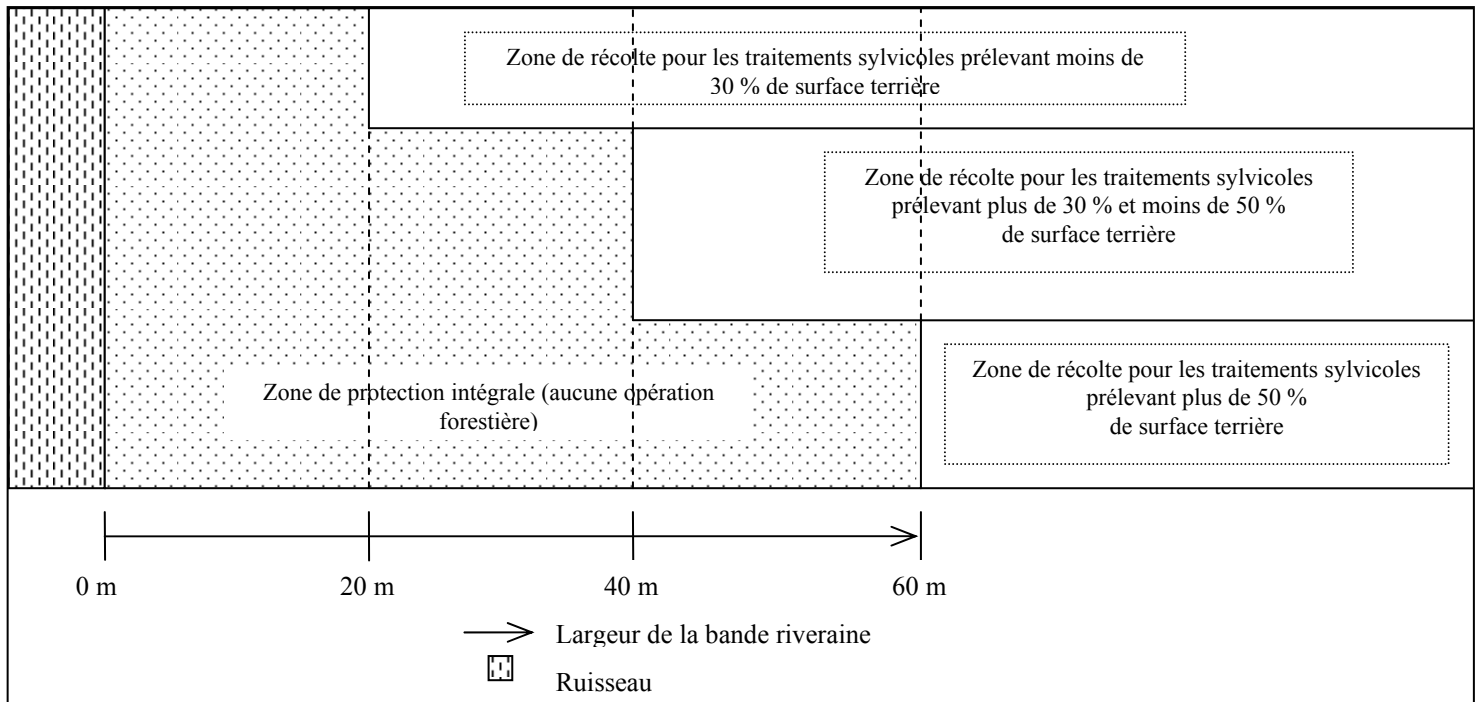 Zone de récolte pour les traitements sylvicoles prélevant moins de
30 % de surface terrière
Zone de récolte pour les traitements sylvicoles
prélevant plus de 30 % et moins de 50 %
de surface terrière
Zone de récolte pour les traitements sylvicoles
prélevant plus de 50 %
de surface terrière
Zone de protection intégrale (aucune opération
forestière)
0 m
20 m
40 m
60 m
Largeur de la bande riveraine
Ruisseau